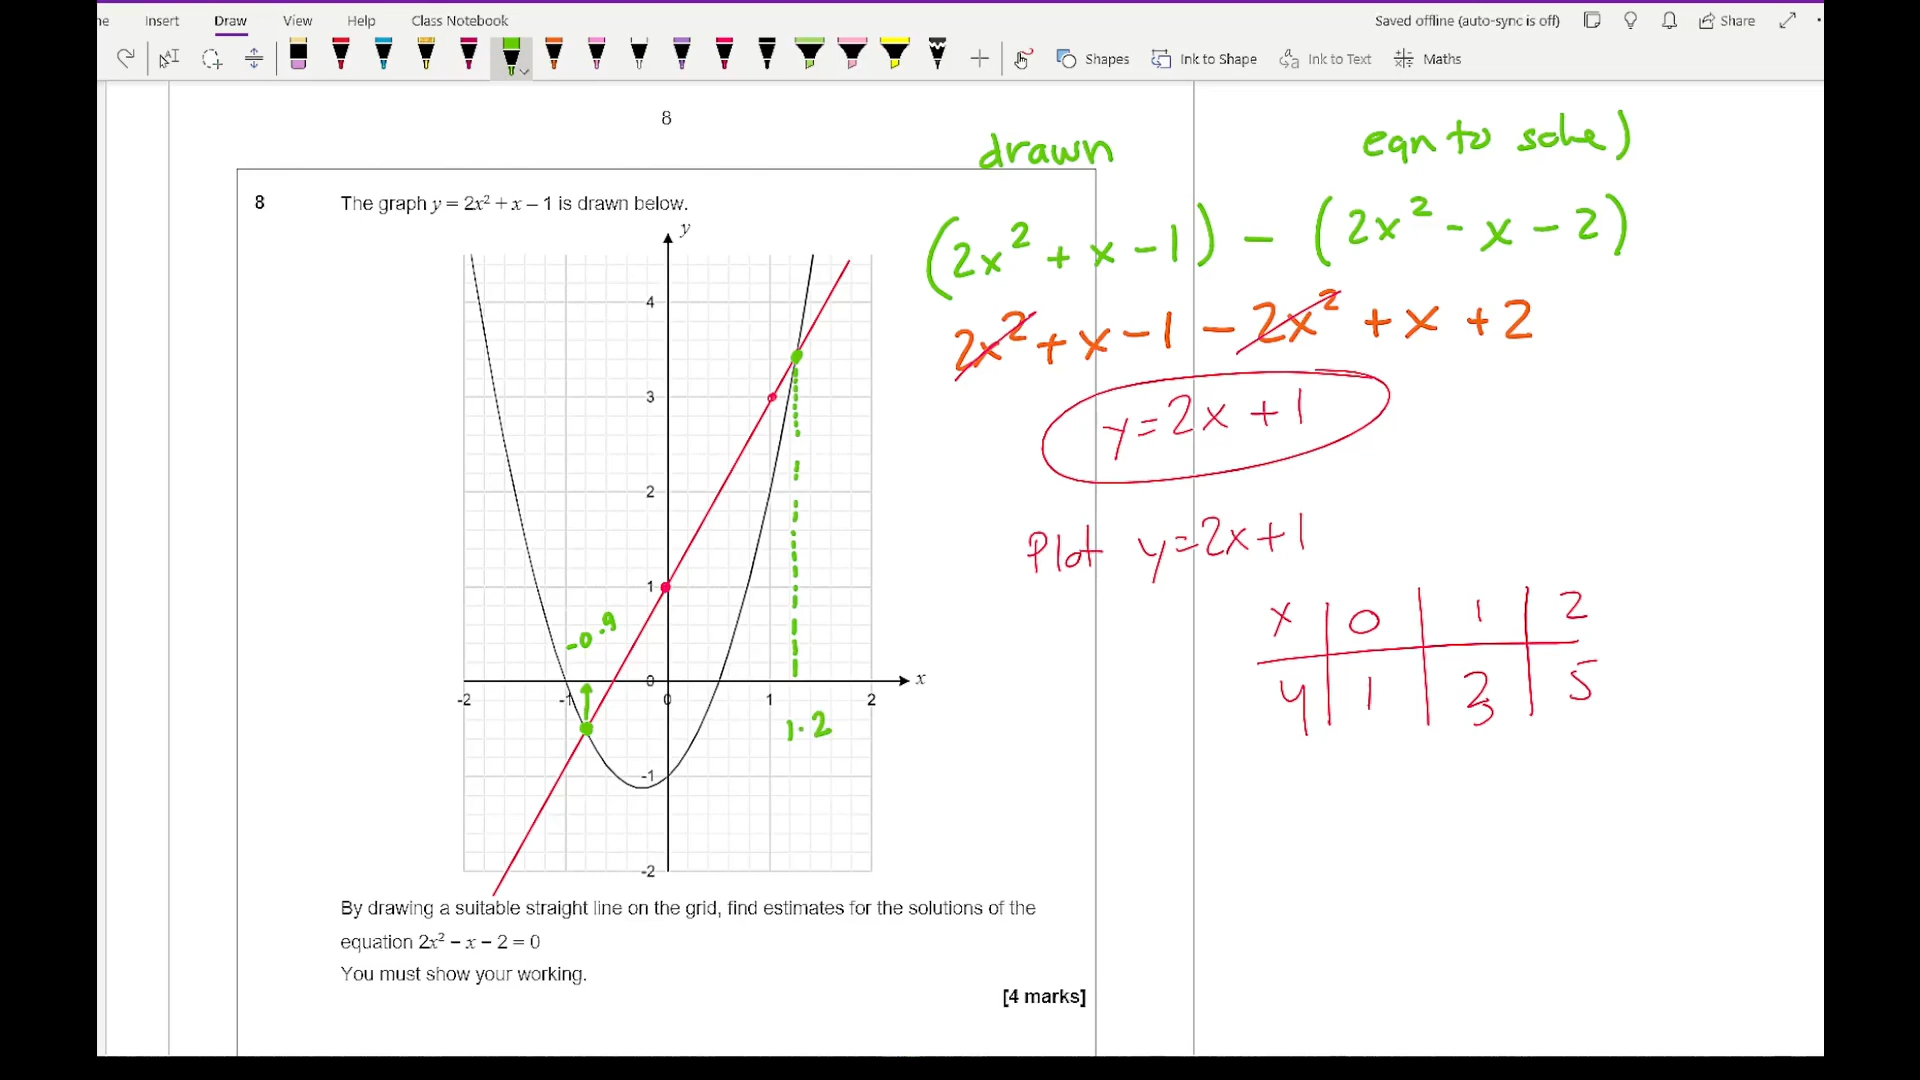 ne Insert Draw View Help Class Notebook Saved offline (auto-sync is off) Share
Shapes Ink to Shape Ink to Text Maths
8
drawn eqn to solve)
8 The graph y = 2x² + x – 1 is drawn below.
(2x² + x - 1) - (2x² - x - 2)
2x² + x - 1 - 2x² + x + 2
y = 2x + 1
Plot y = 2x + 1
x 0 1 2
y 1 3 5
y
4
3
2
1
-0.9
0 x
-2 -1 0 1 2
1.2
-1
-2
By drawing a suitable straight line on the grid, find estimates for the solutions of the
equation 2x² – x – 2 = 0
You must show your working.
[4 marks]